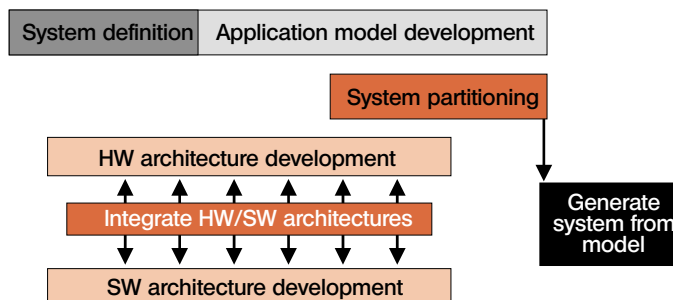 System definition
Application model development
System partitioning
HW architecture development
Integrate HW/SW architectures
Generate
system from
model
SW architecture development